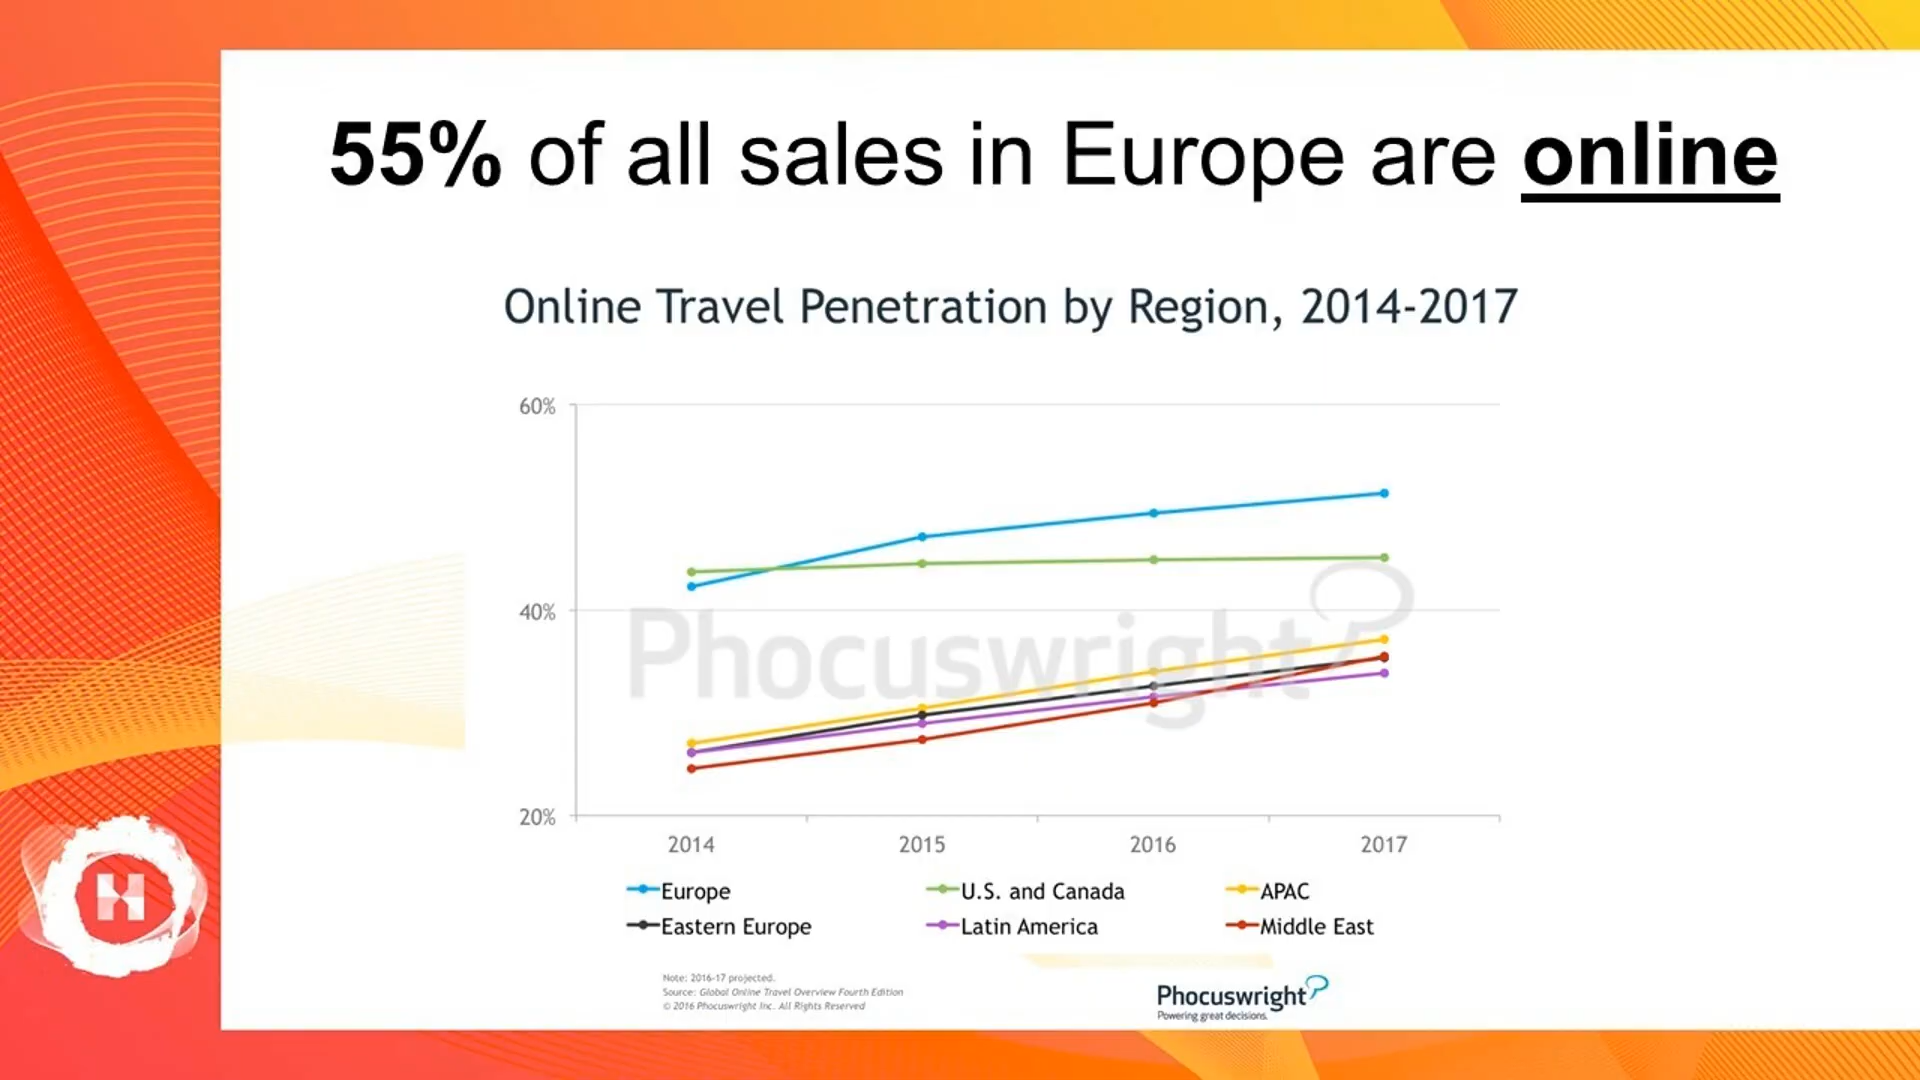 55% of all sales in Europe are online
Online Travel Penetration by Region, 2014-2017
60%
40%
20%
Phocuswright
2014 2015 2016 2017
Europe U.S. and Canada APAC
Eastern Europe Latin America Middle East
Note: 2016-17 projected.
Source: Global Online Travel Overview Fourth Edition
© 2016 Phocuswright Inc. All Rights Reserved
Phocuswright
Powering great decisions.
H